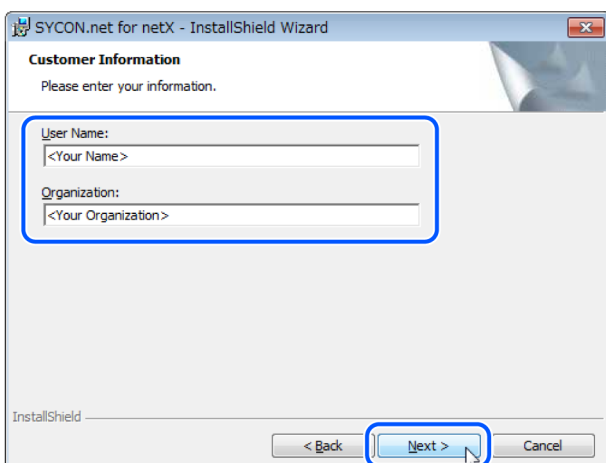 SYCON.net for netX - InstallShield Wizard
Customer Information
Please enter your information.
User Name:
<Your Name>
Organization:
<Your Organization>
InstallShield
< Back
Next >
Cancel